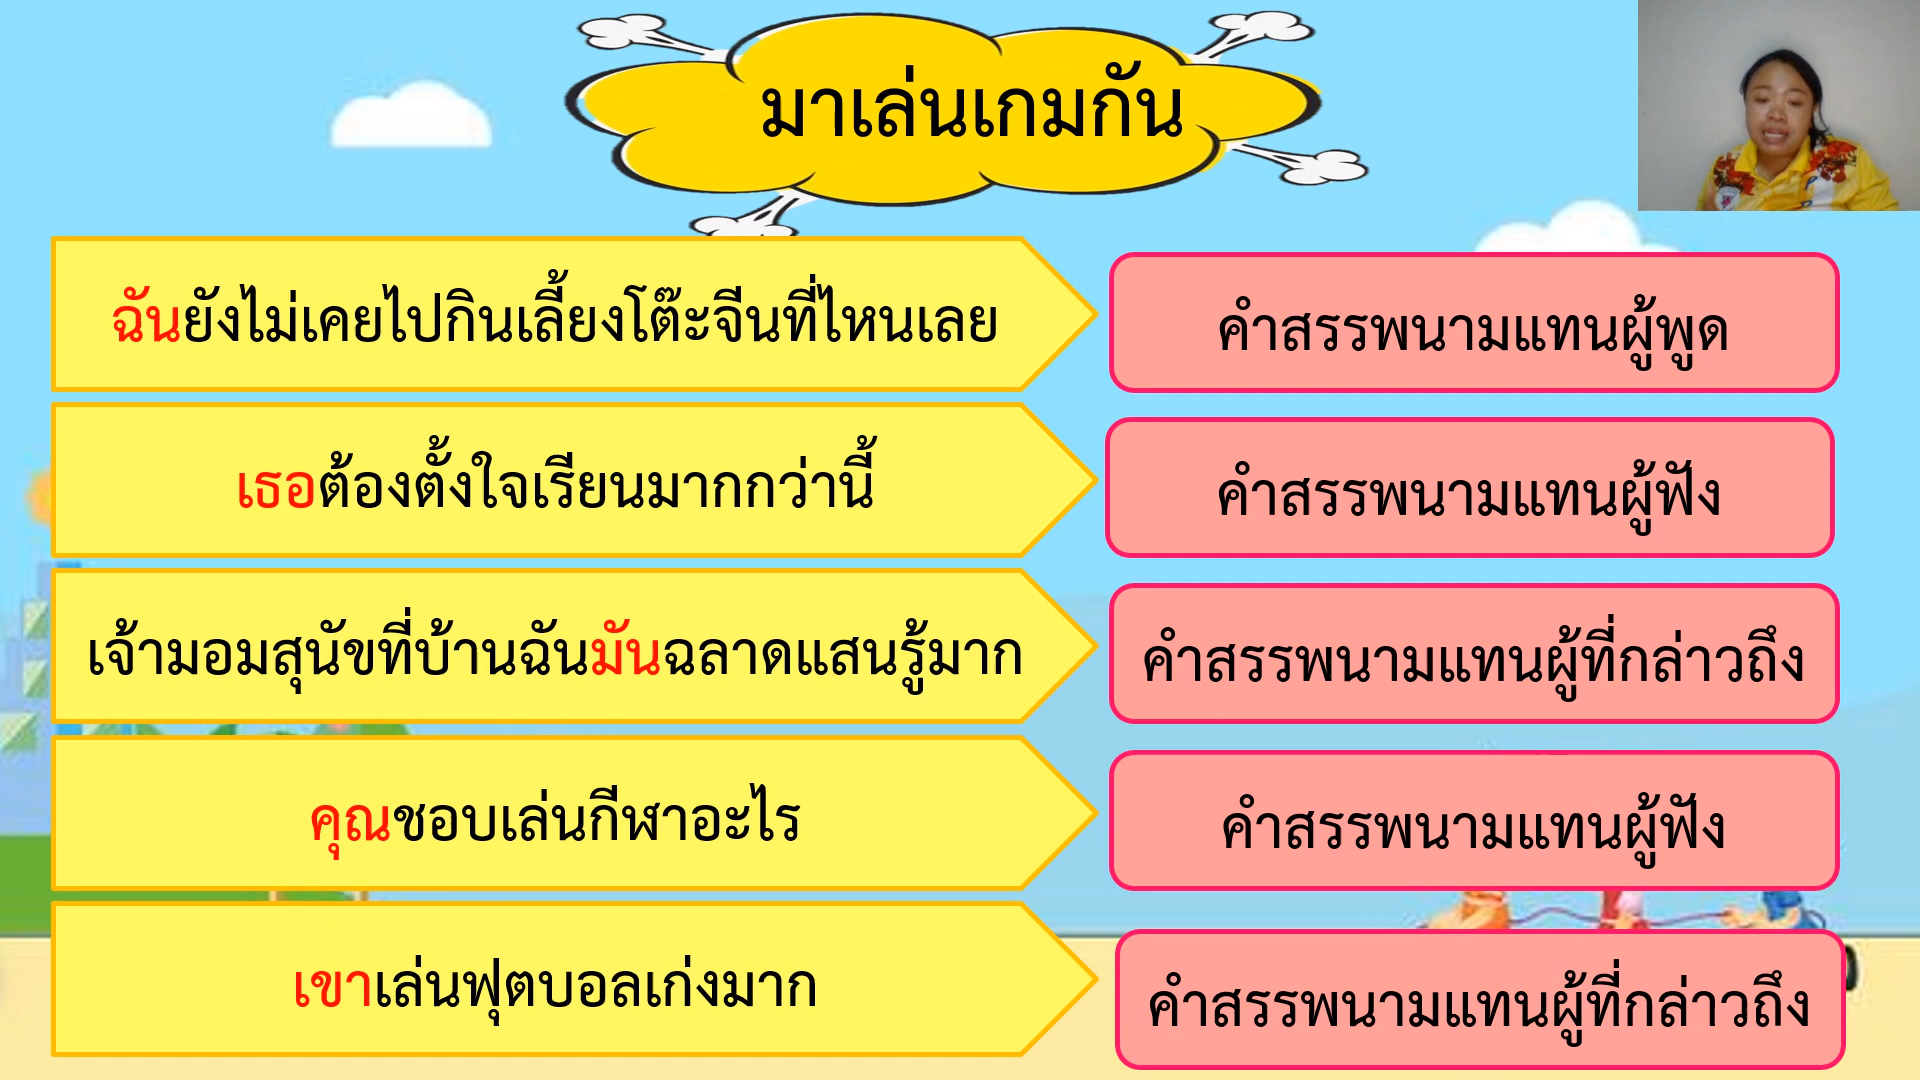 มาเล่นเกมกัน
ฉันยังไม่เคยไปกินเลี้ยงโต๊ะจีนที่ไหนเลย
คำสรรพนามแทนผู้พูด
เธอต้องตั้งใจเรียนมากกว่านี้
คำสรรพนามแทนผู้ฟัง
เจ้ามอมสุนัขที่บ้านฉันมันฉลาดแสนรู้มาก
คำสรรพนามแทนผู้ที่กล่าวถึง
คุณชอบเล่นกีฬาอะไร
คำสรรพนามแทนผู้ฟัง
เขาเล่นฟุตบอลเก่งมาก
คำสรรพนามแทนผู้ที่กล่าวถึง